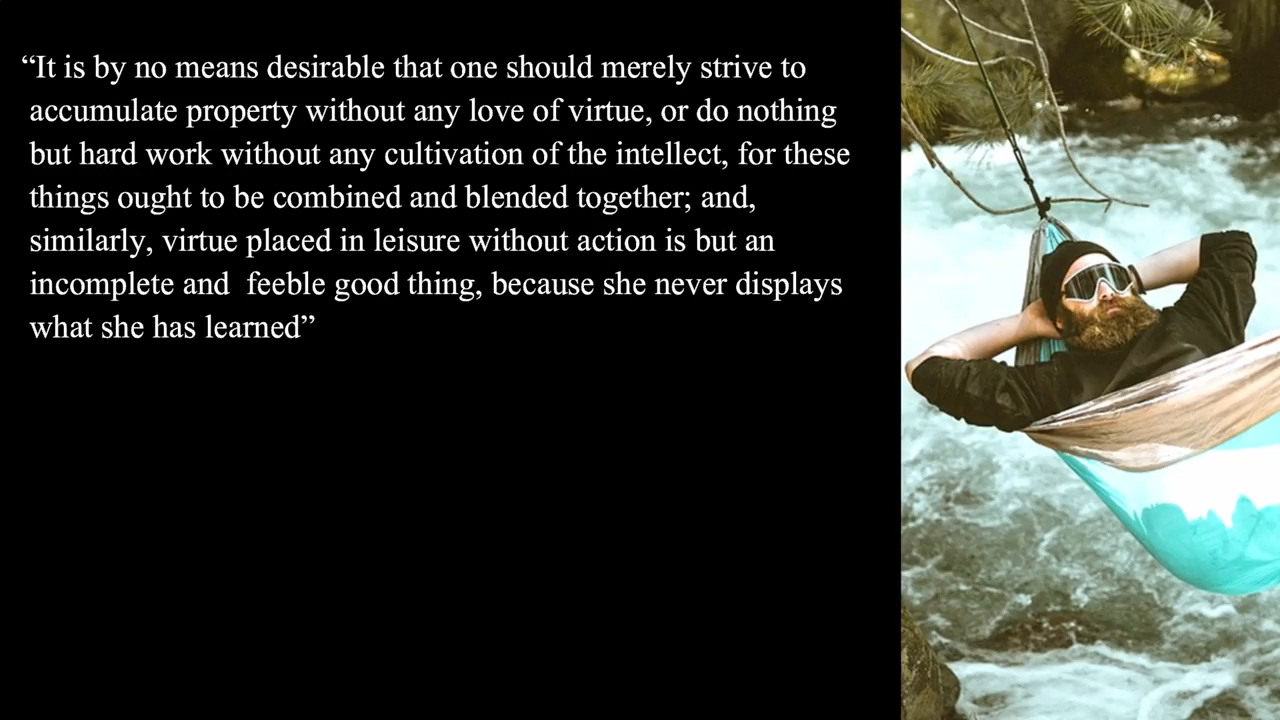 “It is by no means desirable that one should merely strive to
accumulate property without any love of virtue, or do nothing
but hard work without any cultivation of the intellect, for these
things ought to be combined and blended together; and,
similarly, virtue placed in leisure without action is but an
incomplete and  feeble good thing, because she never displays
what she has learned”